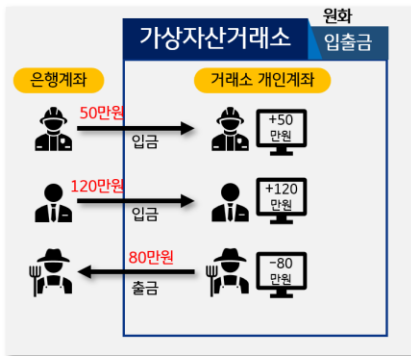 원화
가상자산거래소 입출금
은행계좌 거래소 개인계좌
50만원
입금
+50
만원
120만원
입금
+120
만원
80만원
출금
-80
만원